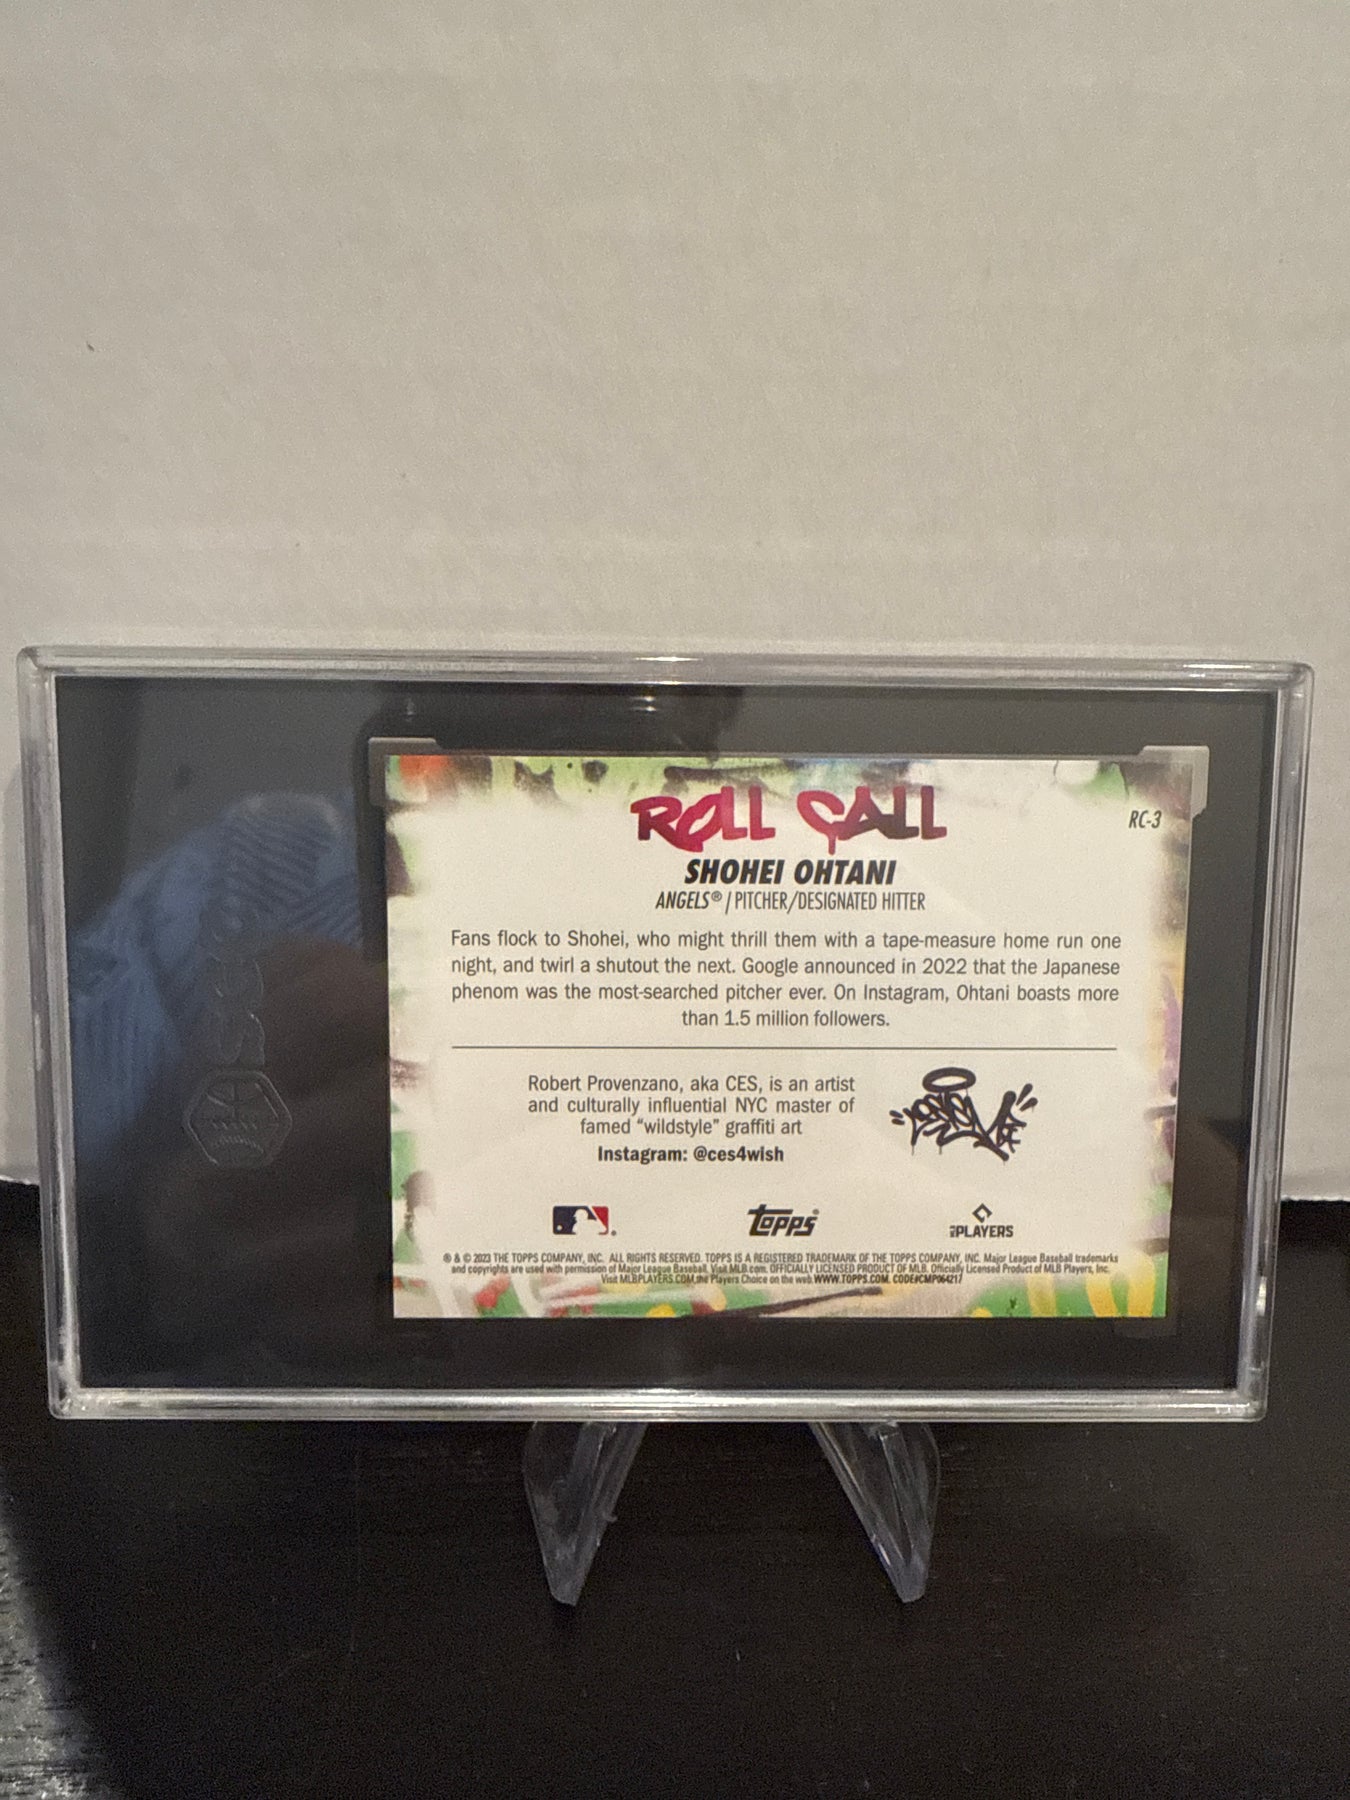 ROLL CALL
RC-3
SHOHEI OHTANI
ANGELS® / PITCHER/DESIGNATED HITTER
Fans flock to Shohei, who might thrill them with a tape-measure home run one
night, and twirl a shutout the next. Google announced in 2022 that the Japanese
phenom was the most-searched pitcher ever. On Instagram, Ohtani boasts more
than 1.5 million followers.
Robert Provenzano, aka CES, is an artist
and culturally influential NYC master of
famed “wildstyle” graffiti art
Instagram: @ces4wish
TOPPS®
MLB PLAYERS
® & © 2023 THE TOPPS COMPANY, INC. ALL RIGHTS RESERVED. TOPPS IS A REGISTERED TRADEMARK OF THE TOPPS COMPANY, INC. Major League Baseball trademarks
and copyrights are used with permission of Major League Baseball. Visit MLB.com. OFFICIALLY LICENSED PRODUCT OF MLB Players, Inc.
Visit MLBPLAYERS.COM, the Players Choice on the web. WWW.TOPPS.COM. CODE#CMP064217
SGC